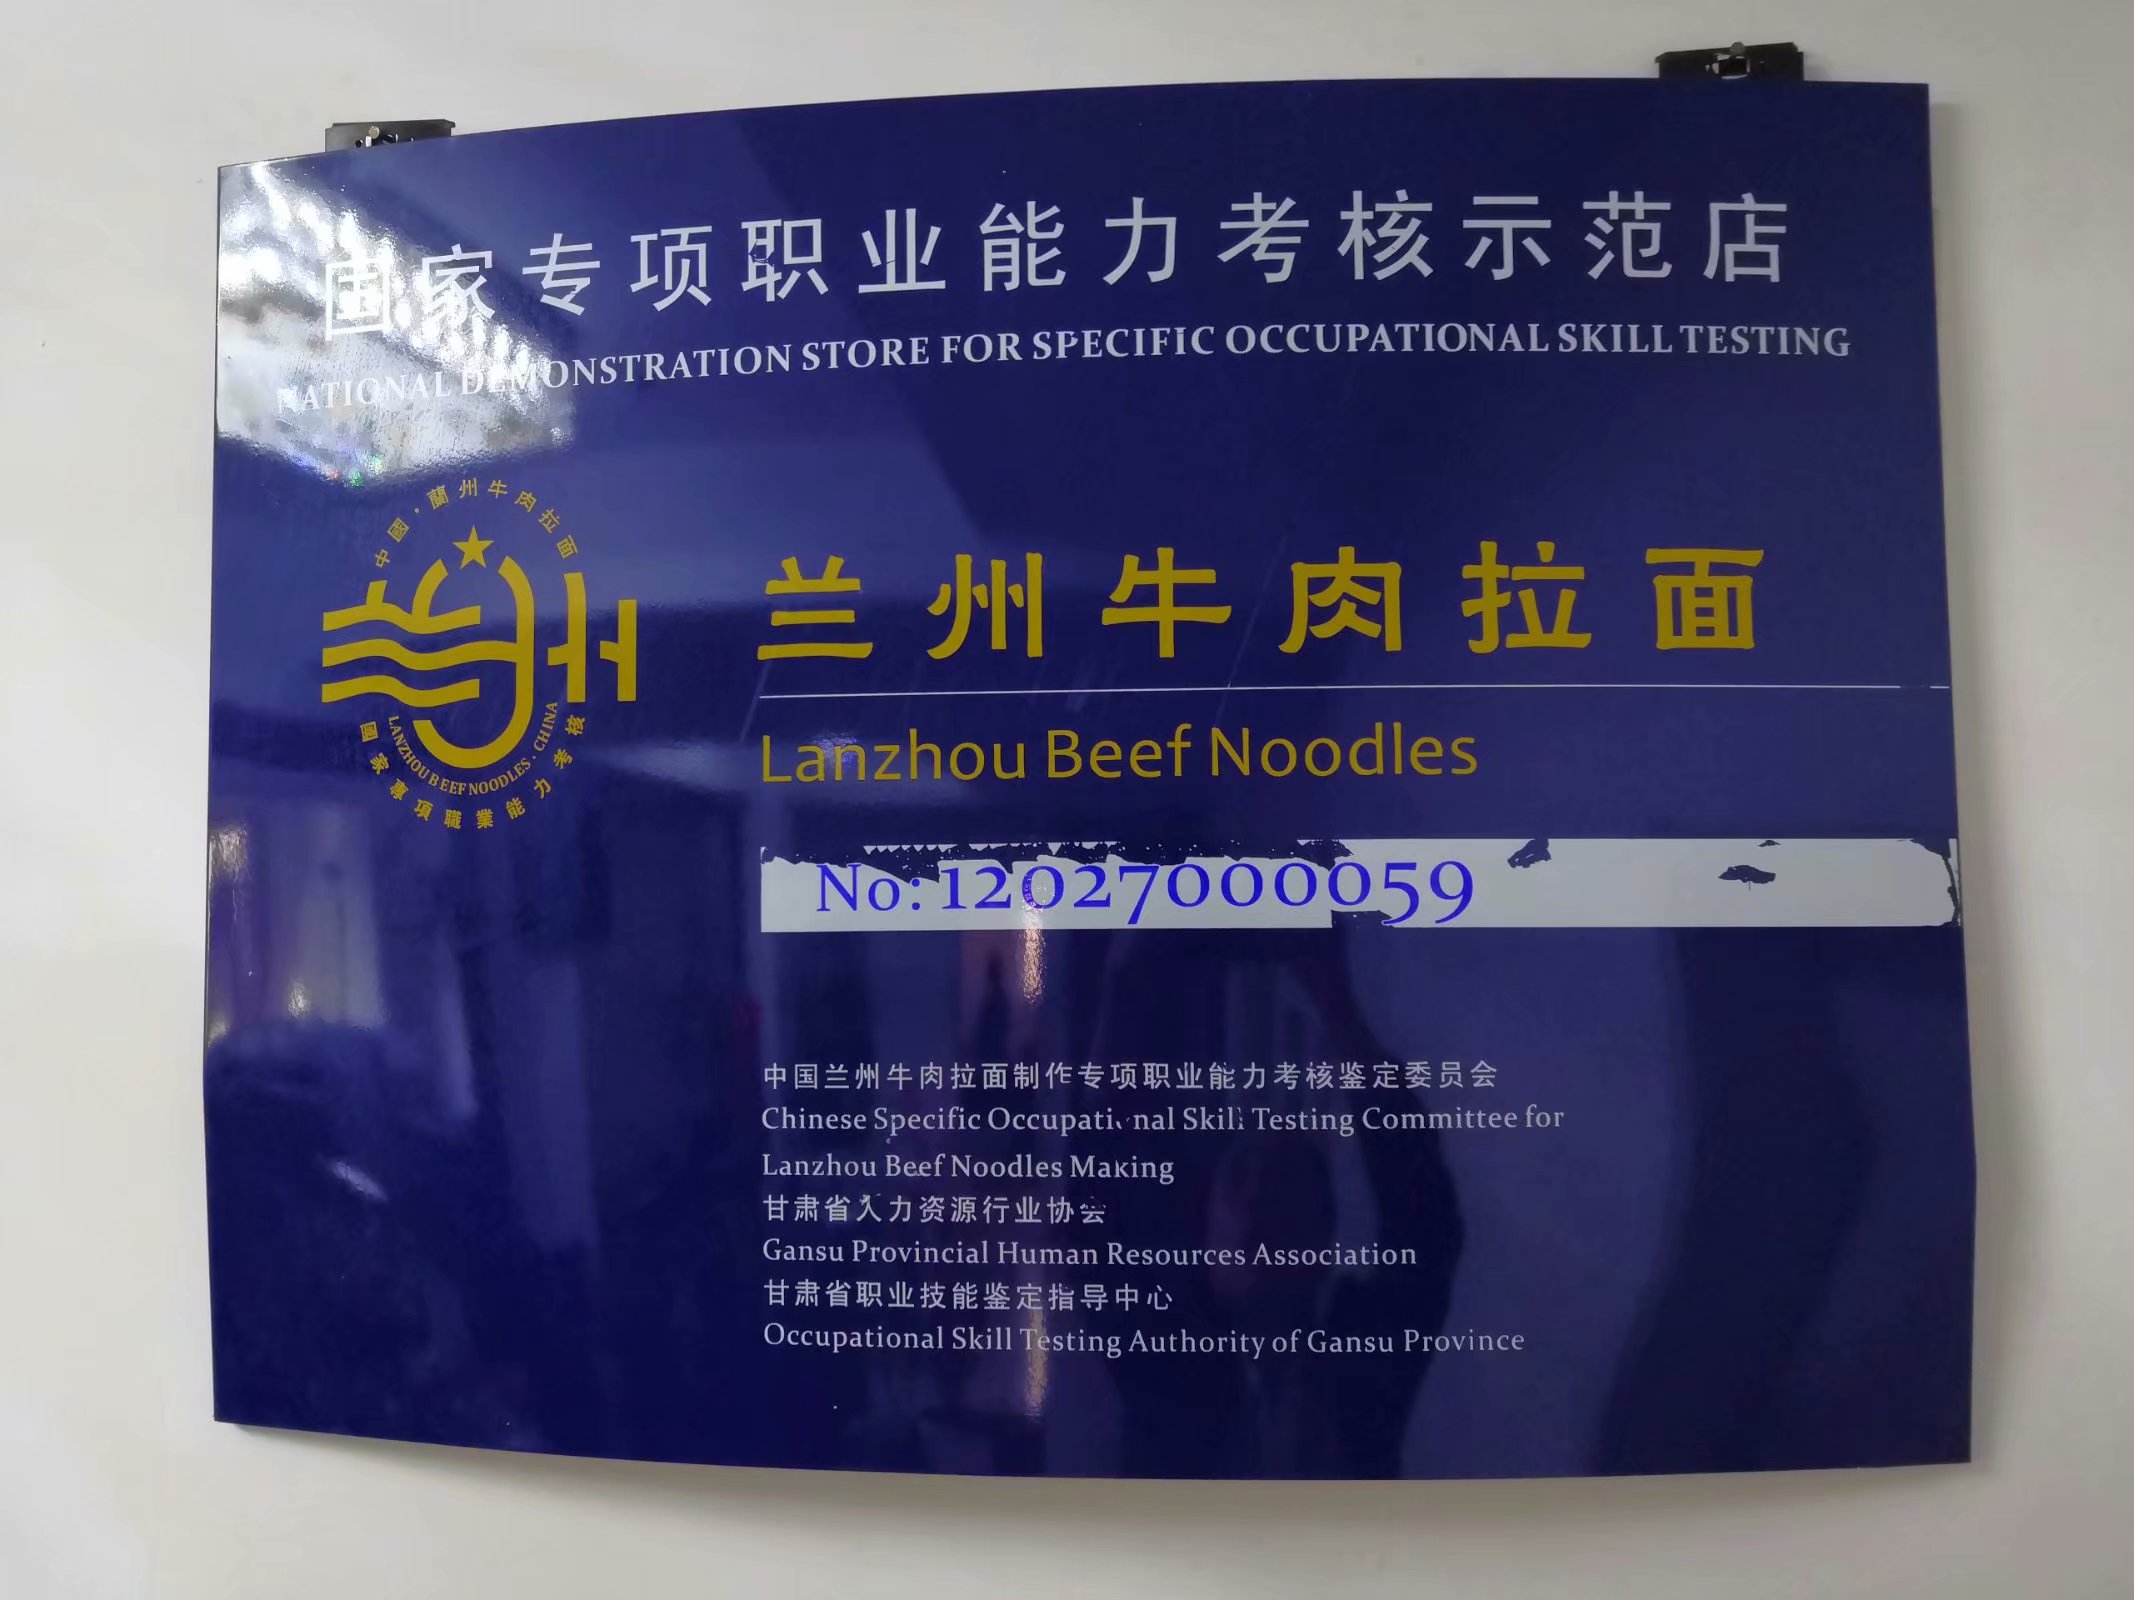 国家专项职业能力考核示范店
NATIONAL DEMONSTRATION STORE FOR SPECIFIC OCCUPATIONAL SKILL TESTING
中國·蘭州牛肉拉面
LANZHOU BEEF NOODLES · CHINA
國家專項職業能力考核
兰州牛肉拉面
Lanzhou Beef Noodles
No:12027000059
中国兰州牛肉拉面制作专项职业能力考核鉴定委员会
Chinese Specific Occupational Skill Testing Committee for
Lanzhou Beef Noodles Making
甘肃省人力资源行业协会
Gansu Provincial Human Resources Association
甘肃省职业技能鉴定指导中心
Occupational Skill Testing Authority of Gansu Province